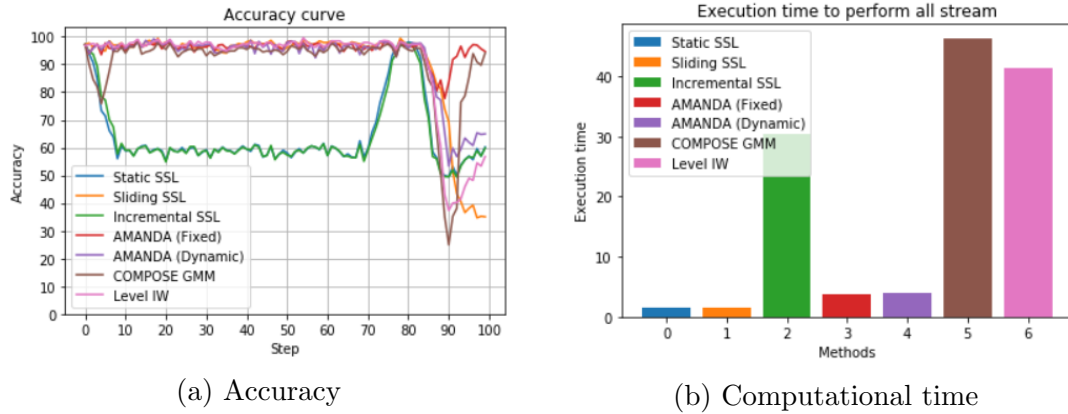 Accuracy curve
Accuracy
100
90
80
70
60
50
40
30
20
10
0
Static SSL
Sliding SSL
Incremental SSL
AMANDA (Fixed)
AMANDA (Dynamic)
COMPOSE GMM
Level IW
0 10 20 30 40 50 60 70 80 90 100
Step
(a) Accuracy
Execution time to perform all stream
Execution time
40
30
20
10
0
Static SSL
Sliding SSL
Incremental SSL
AMANDA (Fixed)
AMANDA (Dynamic)
COMPOSE GMM
Level IW
0 1 2 3 4 5 6
Methods
(b) Computational time